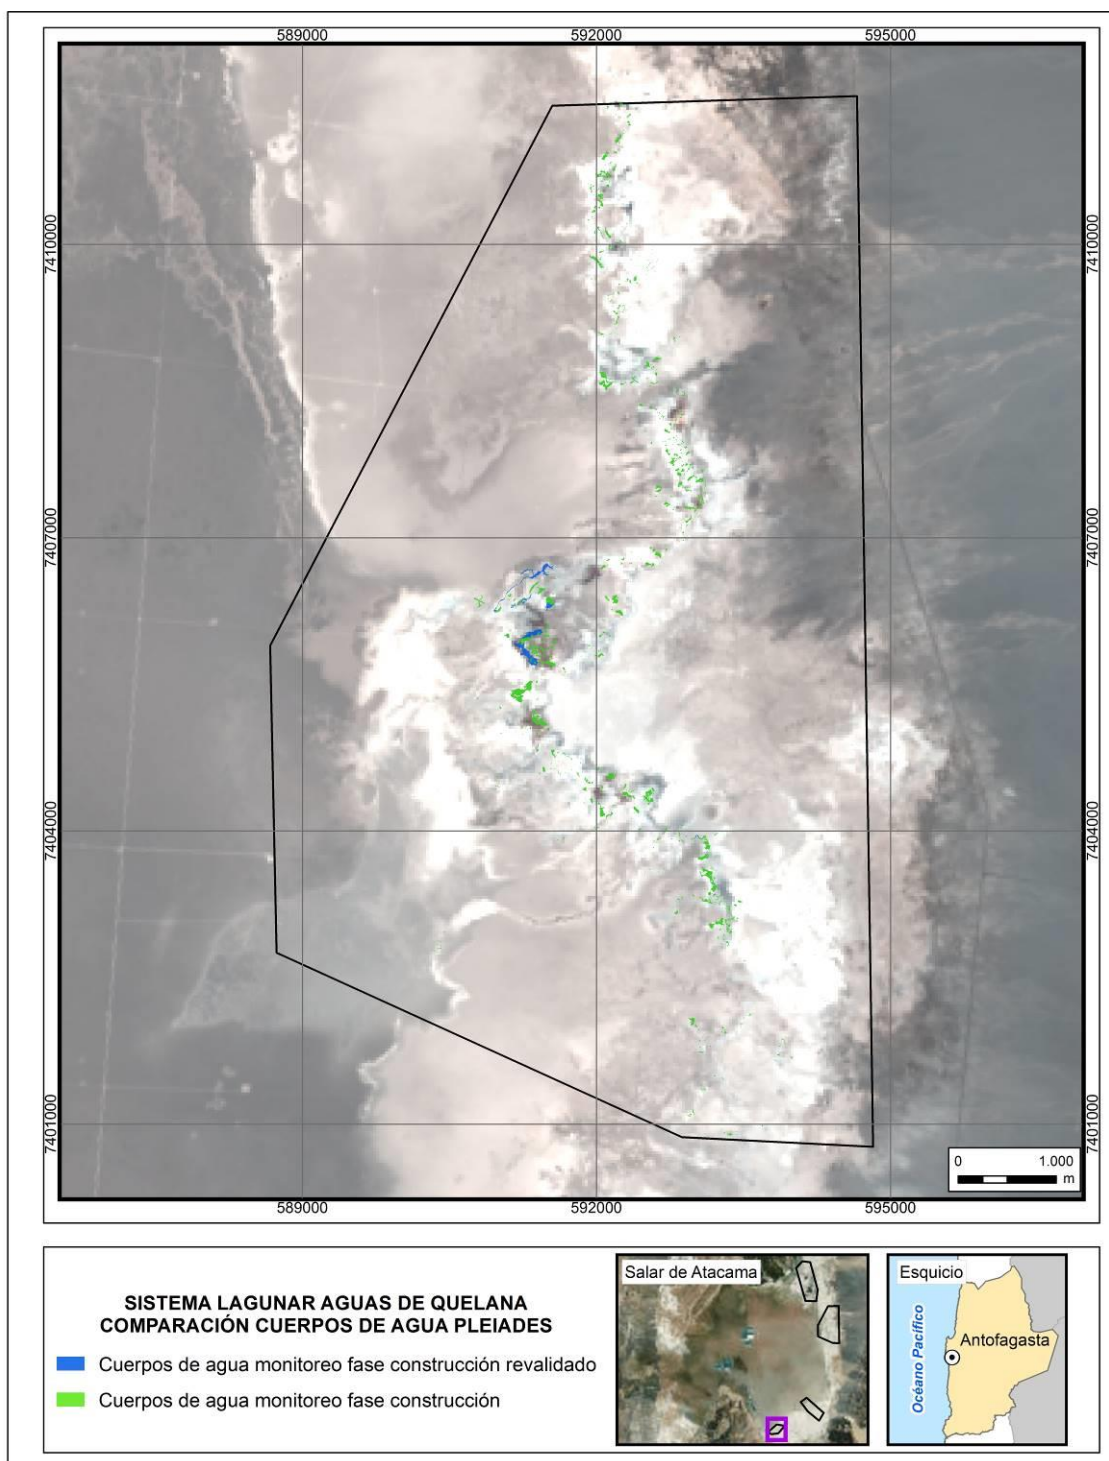 589000
592000
595000
7410000
7410000
7407000
7407000
7404000
7404000
7401000
7401000
0
1.000
m
589000
592000
595000
SISTEMA LAGUNAR AGUAS DE QUELANA
COMPARACIÓN CUERPOS DE AGUA PLEIADES
Cuerpos de agua monitoreo fase construcción revalidado
Cuerpos de agua monitoreo fase construcción
Salar de Atacama
Esquicio
Océano Pacífico
Antofagasta